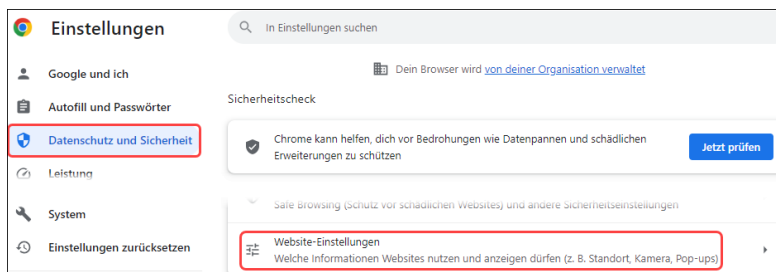 Einstellungen
In Einstellungen suchen
Dein Browser wird von deiner Organisation verwaltet
Google und ich
Autofill und Passwörter
Datenschutz und Sicherheit
Leistung
System
Einstellungen zurücksetzen
Sicherheitscheck
Chrome kann helfen, dich vor Bedrohungen wie Datenpannen und schädlichen
Erweiterungen zu schützen
Jetzt prüfen
Safe Browsing (Schutz vor schädlichen Websites) und andere Sicherheitseinstellungen
Website-Einstellungen
Welche Informationen Websites nutzen und anzeigen dürfen (z. B. Standort, Kamera, Pop-ups)